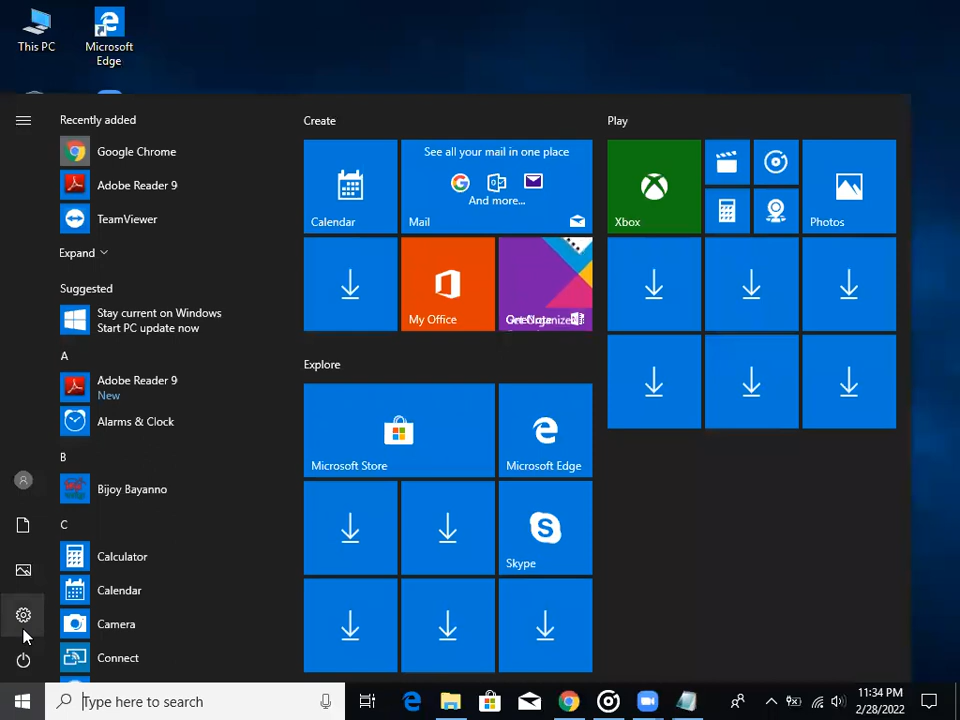 This PC
Microsoft
Edge
Recently added
Google Chrome
Adobe Reader 9
TeamViewer
Expand
Suggested
Stay current on Windows
Start PC update now
A
Adobe Reader 9
New
Alarms & Clock
B
Bijoy Bayanno
C
Calculator
Calendar
Camera
Connect
Create
Calendar
See all your mail in one place
And more...
Mail
My Office
Explore
Microsoft Store
Microsoft Edge
Skype
Play
Xbox
Photos
Type here to search
11:34 PM
2/28/2022